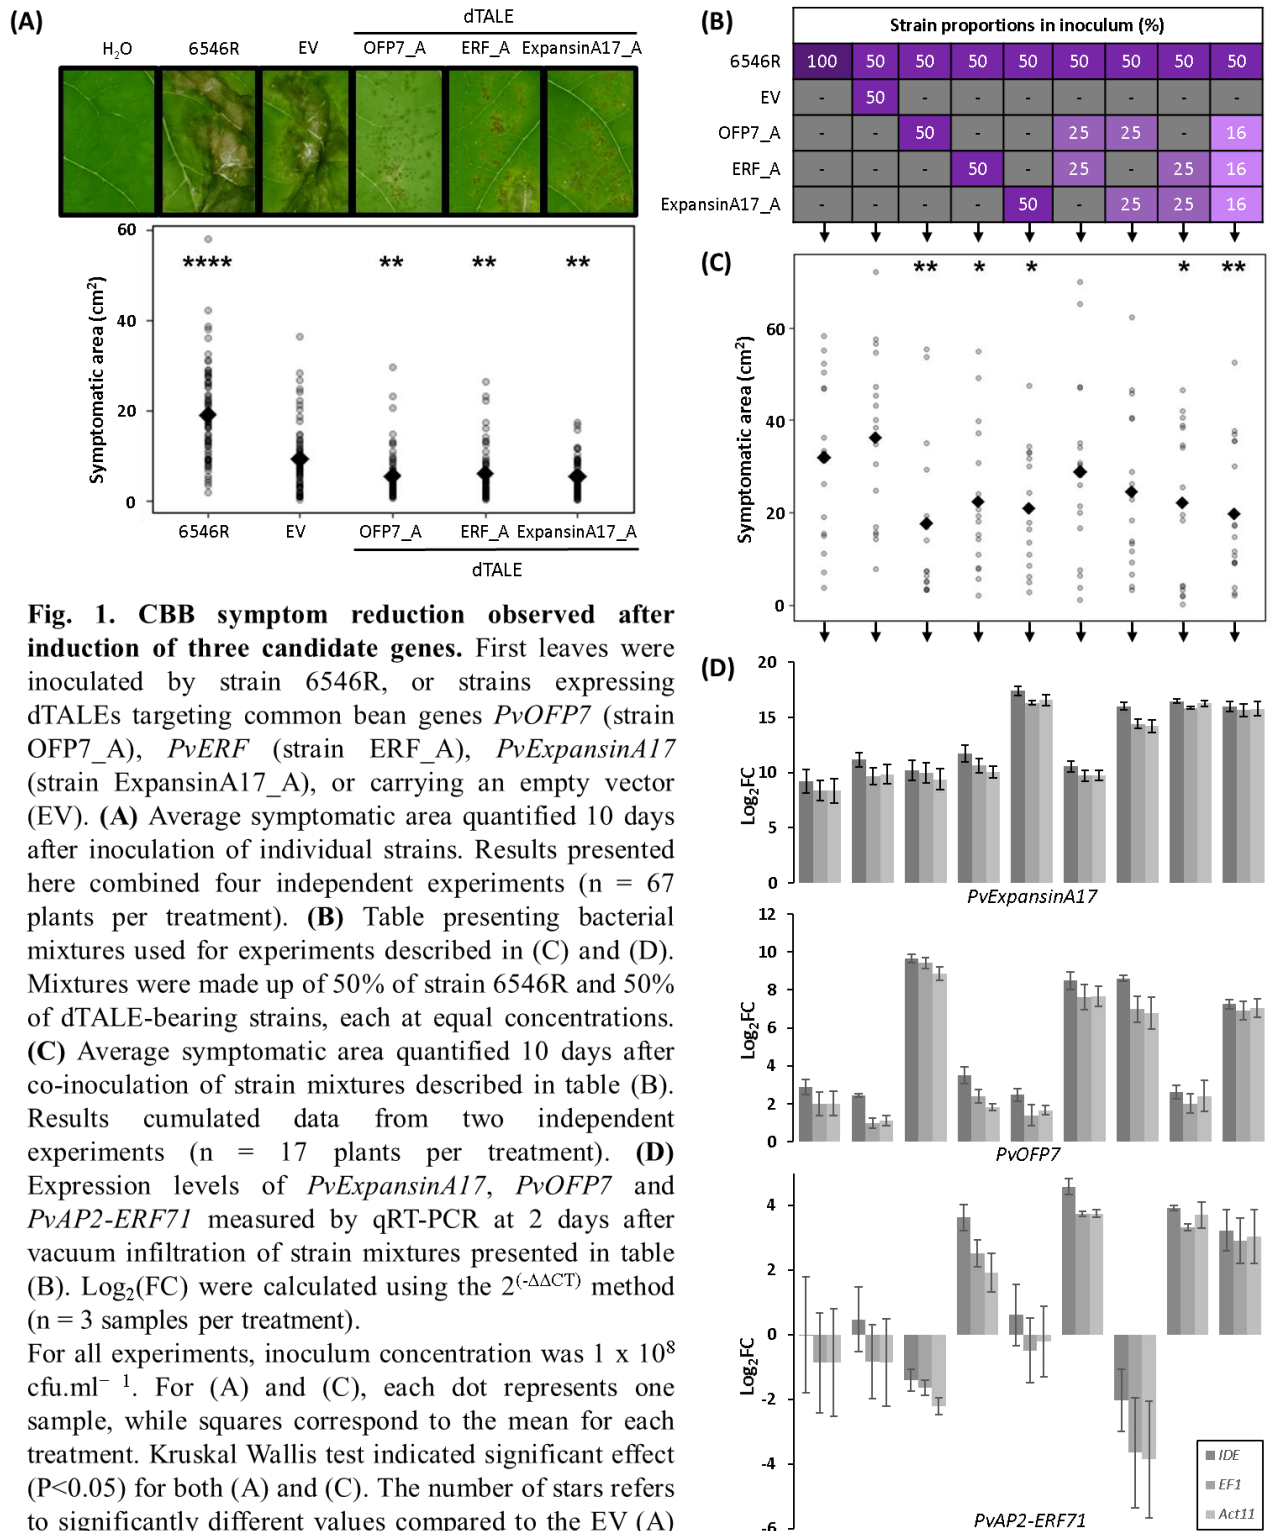 (A)
dTALE
H₂O 6546R EV OFP7_A ERF_A ExpansinA17_A
Symptomatic area (cm²)
60
40
20
0
**** ** ** **
6546R EV OFP7_A ERF_A ExpansinA17_A
dTALE
(B)
Strain proportions in inoculum (%)
6546R 100 50 50 50 50 50 50 50 50
EV - 50 - - - - - - -
OFP7_A - - 50 - - 25 25 - 16
ERF_A - - - 50 - 25 - 25 16
ExpansinA17_A - - - - 50 - 25 25 16
(C)
** * * * **
Symptomatic area (cm²)
60
40
20
0
(D)
Log₂FC
20
15
10
5
0
PvExpansinA17
Log₂FC
12
10
8
6
4
2
0
PvOFP7
Log₂FC
4
2
0
-2
-4
-6
PvAP2-ERF71
IDE
EF1
Act11
Fig. 1. CBB symptom reduction observed after
induction of three candidate genes. First leaves were
inoculated by strain 6546R, or strains expressing
dTALEs targeting common bean genes PvOFP7 (strain
OFP7_A), PvERF (strain ERF_A), PvExpansinA17
(strain ExpansinA17_A), or carrying an empty vector
(EV). (A) Average symptomatic area quantified 10 days
after inoculation of individual strains. Results presented
here combined four independent experiments (n = 67
plants per treatment). (B) Table presenting bacterial
mixtures used for experiments described in (C) and (D).
Mixtures were made up of 50% of strain 6546R and 50%
of dTALE-bearing strains, each at equal concentrations.
(C) Average symptomatic area quantified 10 days after
co-inoculation of strain mixtures described in table (B).
Results cumulated data from two independent
experiments (n = 17 plants per treatment). (D)
Expression levels of PvExpansinA17, PvOFP7 and
PvAP2-ERF71 measured by qRT-PCR at 2 days after
vacuum infiltration of strain mixtures presented in table
(B). Log₂(FC) were calculated using the 2^(-ΔΔCT) method
(n = 3 samples per treatment).
For all experiments, inoculum concentration was 1 x 10⁸
cfu.ml⁻ ¹. For (A) and (C), each dot represents one
sample, while squares correspond to the mean for each
treatment. Kruskal Wallis test indicated significant effect
(P<0.05) for both (A) and (C). The number of stars refers
to significantly different values compared to the EV (A)